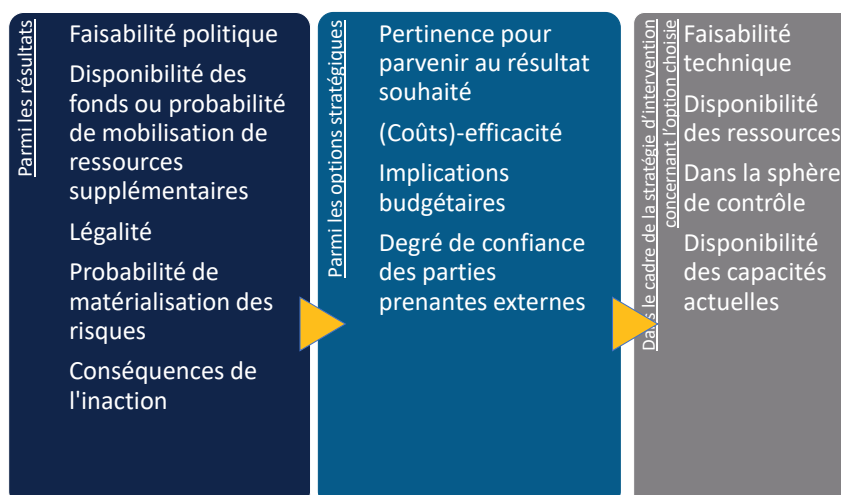 Parmi les résultats
Faisabilité politique
Disponibilité des
fonds ou probabilité
de mobilisation de
ressources
supplémentaires
Légalité
Probabilité de
matérialisation des
risques
Conséquences de
l'inaction
Parmi les options stratégiques
Pertinence pour
parvenir au résultat
souhaité
(Coûts)-efficacité
Implications
budgétaires
Degré de confiance
des parties
prenantes externes
Dans le cadre de la stratégie d'intervention
concernant l'option choisie
Faisabilité
technique
Disponibilité
des ressources
Dans la sphère
de contrôle
Disponibilité
des capacités
actuelles